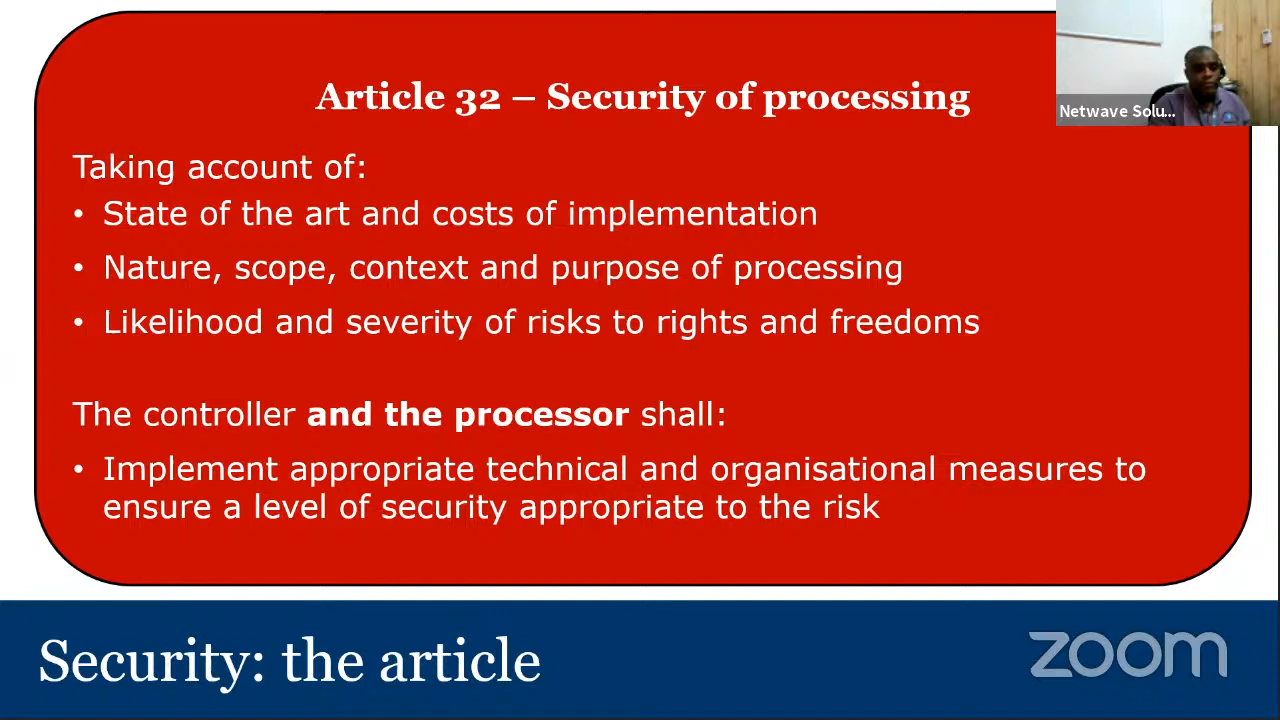 Article 32 – Security of processing
Netwave Solu...
Taking account of:
• State of the art and costs of implementation
• Nature, scope, context and purpose of processing
• Likelihood and severity of risks to rights and freedoms
The controller and the processor shall:
• Implement appropriate technical and organisational measures to
ensure a level of security appropriate to the risk
Security: the article
zoom